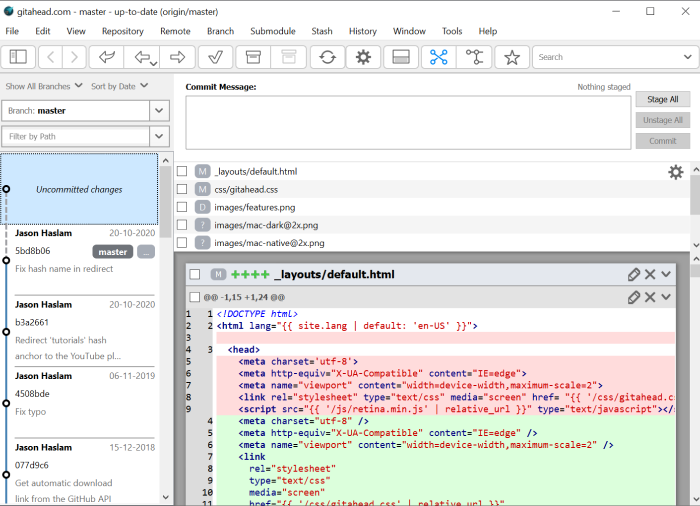 gitahead.com - master - up-to-date (origin/master)
File Edit View Repository Remote Branch Submodule Stash History Window Tools Help
Search
Show All Branches Sort by Date
Branch: master
Filter by Path
Uncommitted changes
Jason Haslam 20-10-2020
5bd8b06 master ...
Fix hash name in redirect
Jason Haslam 20-10-2020
b3a2661
Redirect 'tutorials' hash
anchor to the YouTube pl...
Jason Haslam 06-11-2019
4508bde
Fix typo
Jason Haslam 15-12-2018
077d9c6
Get automatic download
link from the GitHub API
Commit Message: Nothing staged
Stage All
Unstage All
Commit
M _layouts/default.html
M css/gitahead.css
D images/features.png
? images/mac-dark@2x.png
? images/mac-native@2x.png
M ++++ _layouts/default.html
@@ -1,15 +1,24 @@
1 1 <!DOCTYPE html>
2 2 <html lang="{{ site.lang | default: 'en-US' }}">
3
4 3 <head>
5 <meta charset='utf-8'>
6 <meta http-equiv="X-UA-Compatible" content="IE=edge">
7 <meta name="viewport" content="width=device-width,maximum-scale=2">
8 <link rel="stylesheet" type="text/css" media="screen" href= "{{ '/css/gitahead.c
9 <script src="{{ '/js/retina.min.js' | relative_url }}" type="text/javascript"></
4 <meta charset="utf-8" />
5 <meta http-equiv="X-UA-Compatible" content="IE=edge" />
6 <meta name="viewport" content="width=device-width,maximum-scale=2" />
7 <link
8 rel="stylesheet"
9 type="text/css"
10 media="screen"
11 href="{{ '/css/gitahead.css' | relative_url }}"